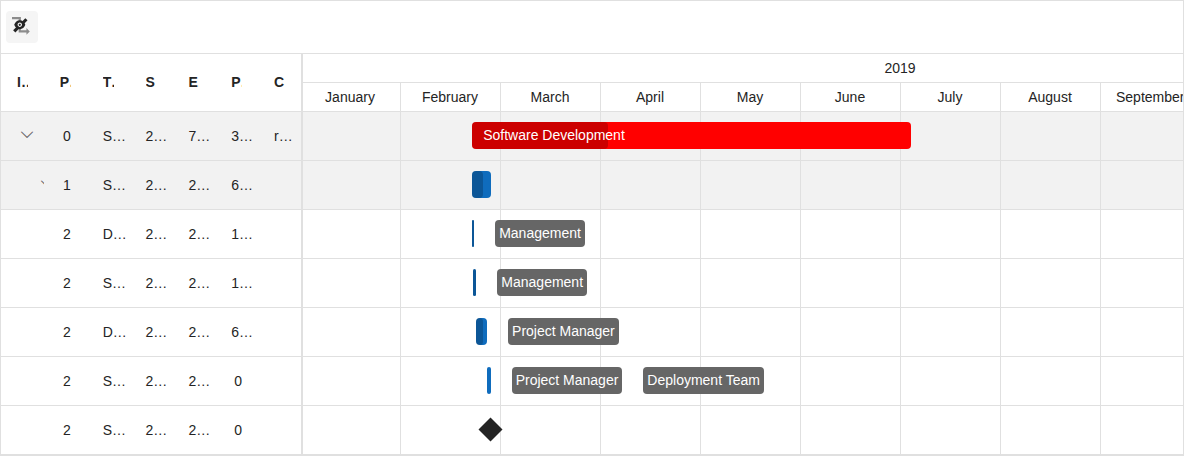 2019
I.. P. T. S E P C
January February March April May June July August September
0 S... 2... 7... 3... r... Software Development
1 S... 2... 2... 6...
2 D... 2... 2... 1... Management
2 S... 2... 2... 1... Management
2 D... 2... 2... 6... Project Manager
2 S... 2... 2... 0 Project Manager Deployment Team
2 S... 2... 2... 0